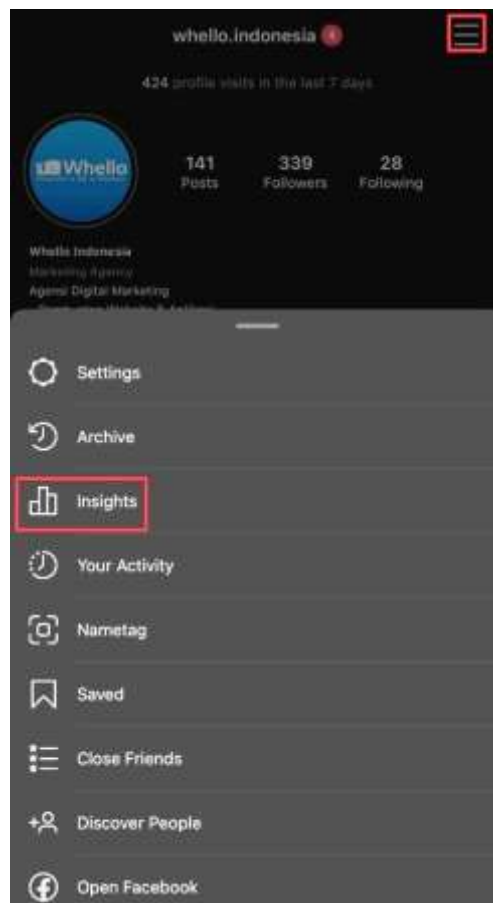 whello.indonesia
424 profile visits in the last 7 days
Whello
141 339 28
Posts Followers Following
Whello Indonesia
Marketing Agency
Agensi Digital Marketing
Settings
Archive
Insights
Your Activity
Nametag
Saved
Close Friends
Discover People
Open Facebook